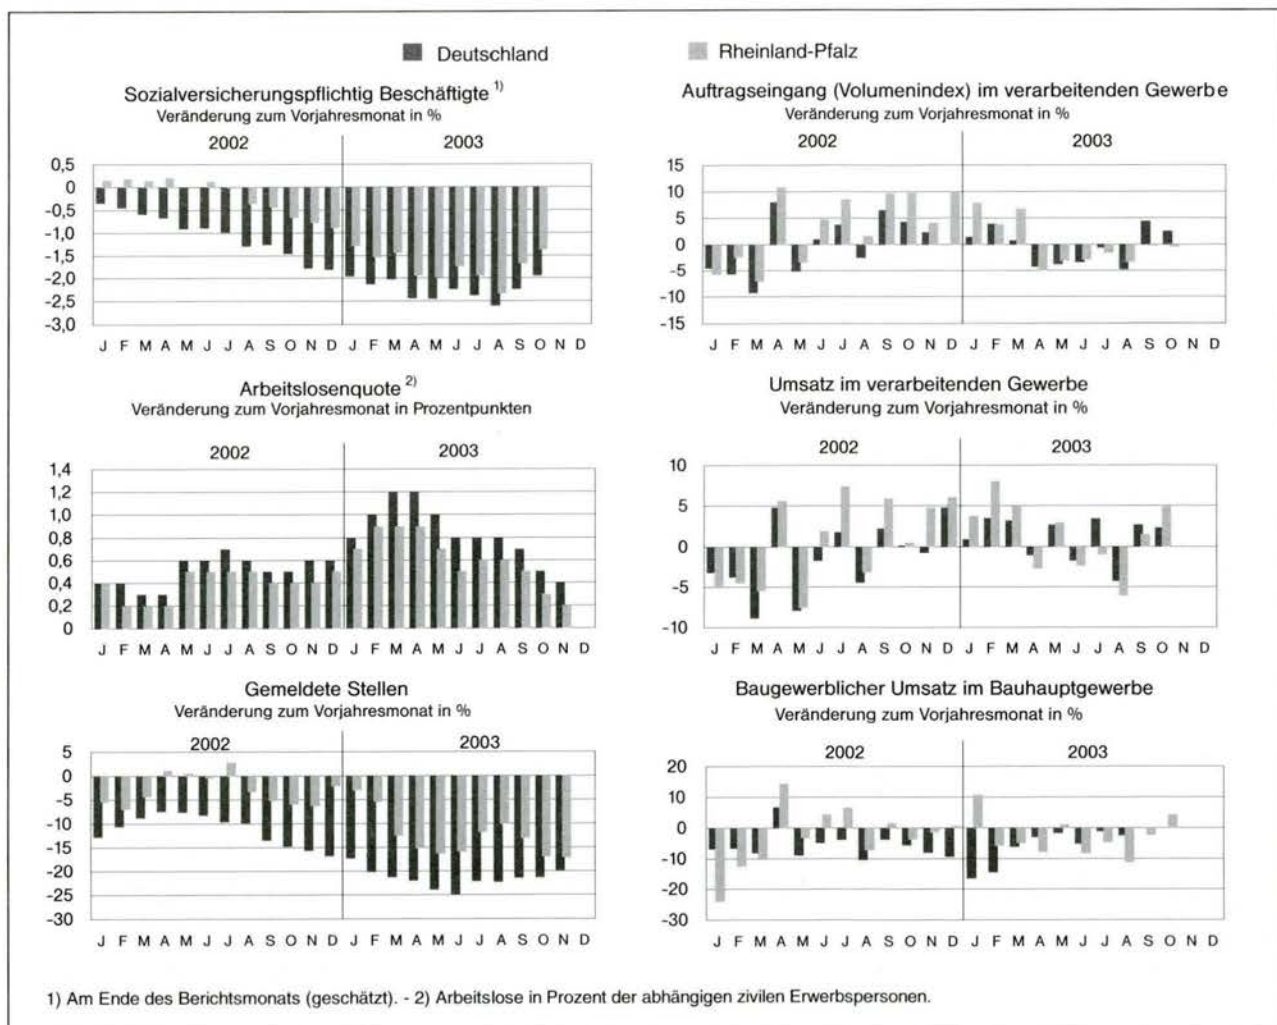 Deutschland
Rheinland-Pfalz
Sozialversicherungspflichtig Beschäftigte 1)
Veränderung zum Vorjahresmonat in %
2002 2003
0,5
0
-0,5
-1,0
-1,5
-2,0
-2,5
-3,0
J F M A M J J A S O N D J F M A M J J A S O N D
Auftragseingang (Volumenindex) im verarbeitenden Gewerbe
Veränderung zum Vorjahresmonat in %
2002 2003
15
10
5
0
-5
-10
-15
J F M A M J J A S O N D J F M A M J J A S O N D
Arbeitslosenquote 2)
Veränderung zum Vorjahresmonat in Prozentpunkten
2002 2003
1,4
1,2
1,0
0,8
0,6
0,4
0,2
0
J F M A M J J A S O N D J F M A M J J A S O N D
Umsatz im verarbeitenden Gewerbe
Veränderung zum Vorjahresmonat in %
2002 2003
10
5
0
-5
-10
J F M A M J J A S O N D J F M A M J J A S O N D
Gemeldete Stellen
Veränderung zum Vorjahresmonat in %
2002 2003
5
0
-5
-10
-15
-20
-25
-30
J F M A M J J A S O N D J F M A M J J A S O N D
Baugewerblicher Umsatz im Bauhauptgewerbe
Veränderung zum Vorjahresmonat in %
2002 2003
20
10
0
-10
-20
-30
J F M A M J J A S O N D J F M A M J J A S O N D
1) Am Ende des Berichtsmonats (geschätzt). - 2) Arbeitslose in Prozent der abhängigen zivilen Erwerbspersonen.